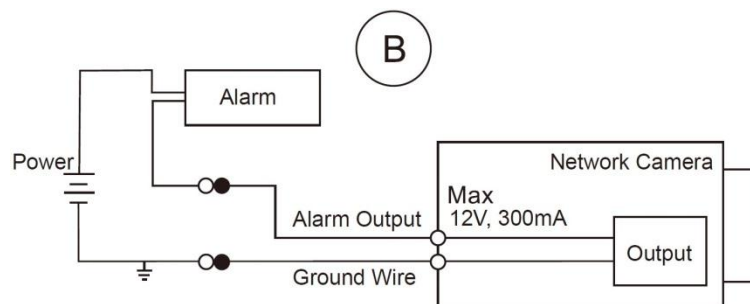 B
Alarm
Power
Network Camera
Max
12V, 300mA
Alarm Output
Output
Ground Wire